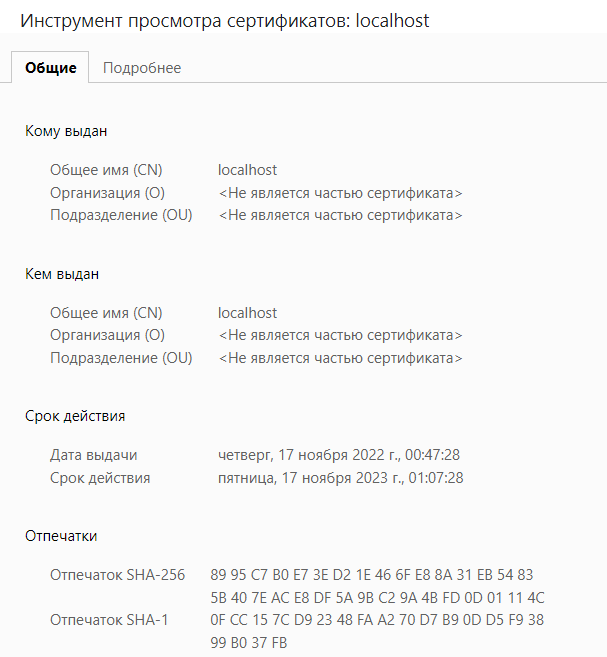 Инструмент просмотра сертификатов: localhost
Общие Подробнее
Кому выдан
Общее имя (CN) localhost
Организация (O) <Не является частью сертификата>
Подразделение (OU) <Не является частью сертификата>
Кем выдан
Общее имя (CN) localhost
Организация (O) <Не является частью сертификата>
Подразделение (OU) <Не является частью сертификата>
Срок действия
Дата выдачи четверг, 17 ноября 2022 г., 00:47:28
Срок действия пятница, 17 ноября 2023 г., 01:07:28
Отпечатки
Отпечаток SHA-256 89 95 C7 B0 E7 3E D2 1E 46 6F E8 8A 31 EB 54 83
5B 40 7E AC E8 DF 5A 9B C2 9A 4B FD 0D 01 11 4C
Отпечаток SHA-1 0F CC 15 7C D9 23 48 FA A2 70 D7 B9 0D D5 F9 38
99 B0 37 FB